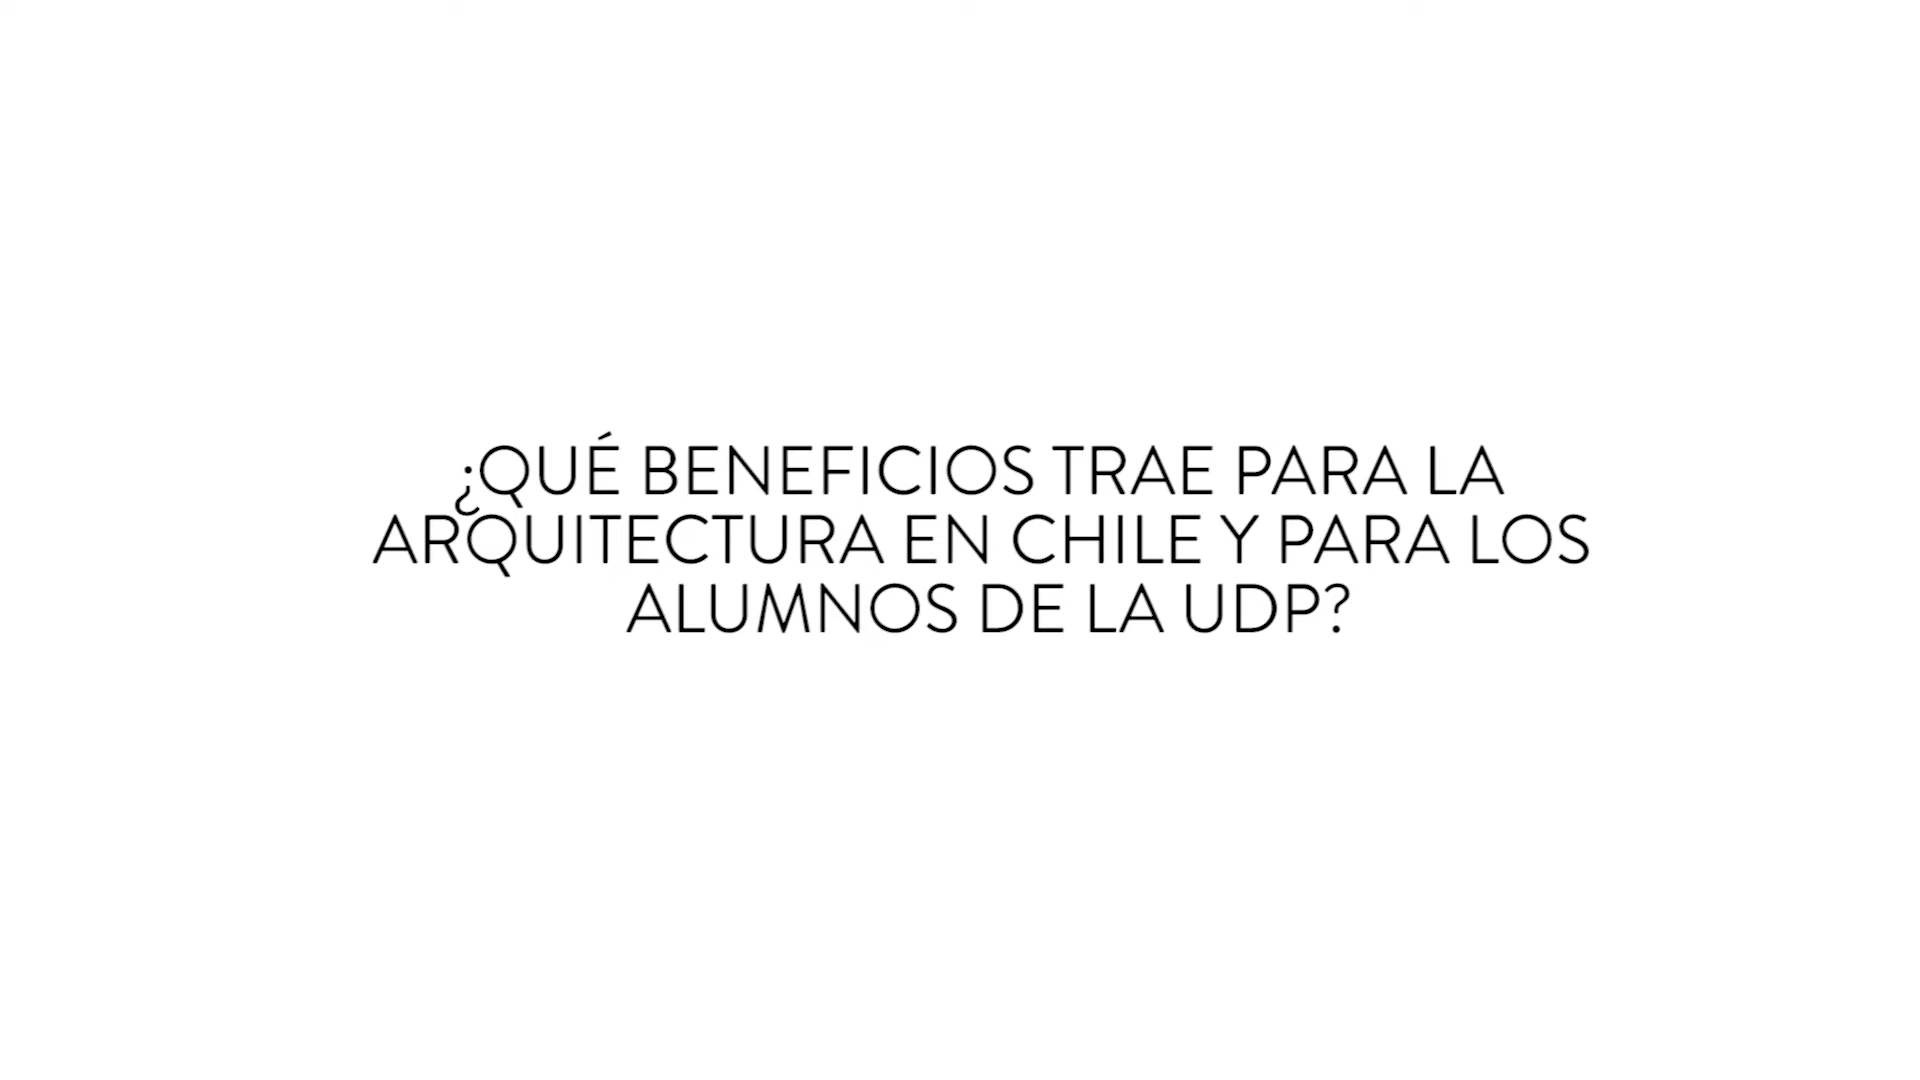 ¿QUÉ BENEFICIOS TRAE PARA LA
ARQUITECTURA EN CHILE Y PARA LOS
ALUMNOS DE LA UDP?